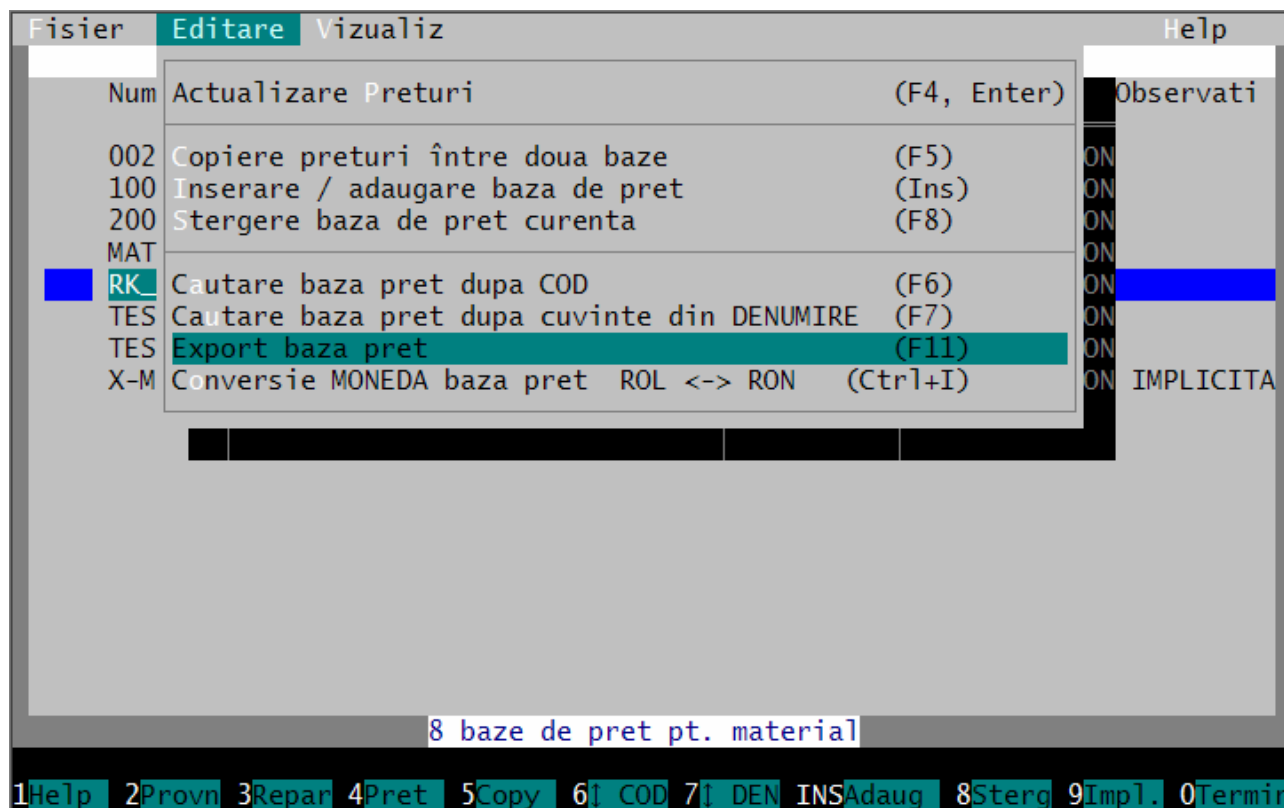 Fisier Editare Vizualiz Help
Num Actualizare Preturi (F4, Enter) Observati
002 Copiere preturi între doua baze (F5) ON
100 Inserare / adaugare baza de pret (Ins) ON
200 Stergere baza de pret curenta (F8) ON
MAT ON
RK_ Cautare baza pret dupa COD (F6) ON
TES Cautare baza pret dupa cuvinte din DENUMIRE (F7) ON
TES Export baza pret (F11) ON
X-M Conversie MONEDA baza pret ROL <-> RON (Ctrl+I) ON IMPLICITA
8 baze de pret pt. material
1Help 2Provn 3Repar 4Pret 5Copy 6↕ COD 7↕ DEN INSAdaug 8Sterg 9Impl. 0Termi